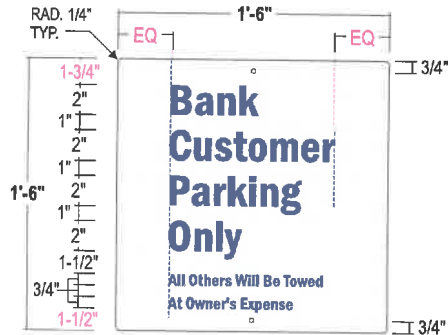 RAD. 1/4"
TYP.
1'-6"
EQ
EQ
3/4"
1-3/4"
2"
1"
2"
1"
2"
1"
2"
1-1/2"
3/4"
1-1/2"
1'-6"
Bank
Customer
Parking
Only
All Others Will Be Towed
At Owner's Expense
3/4"